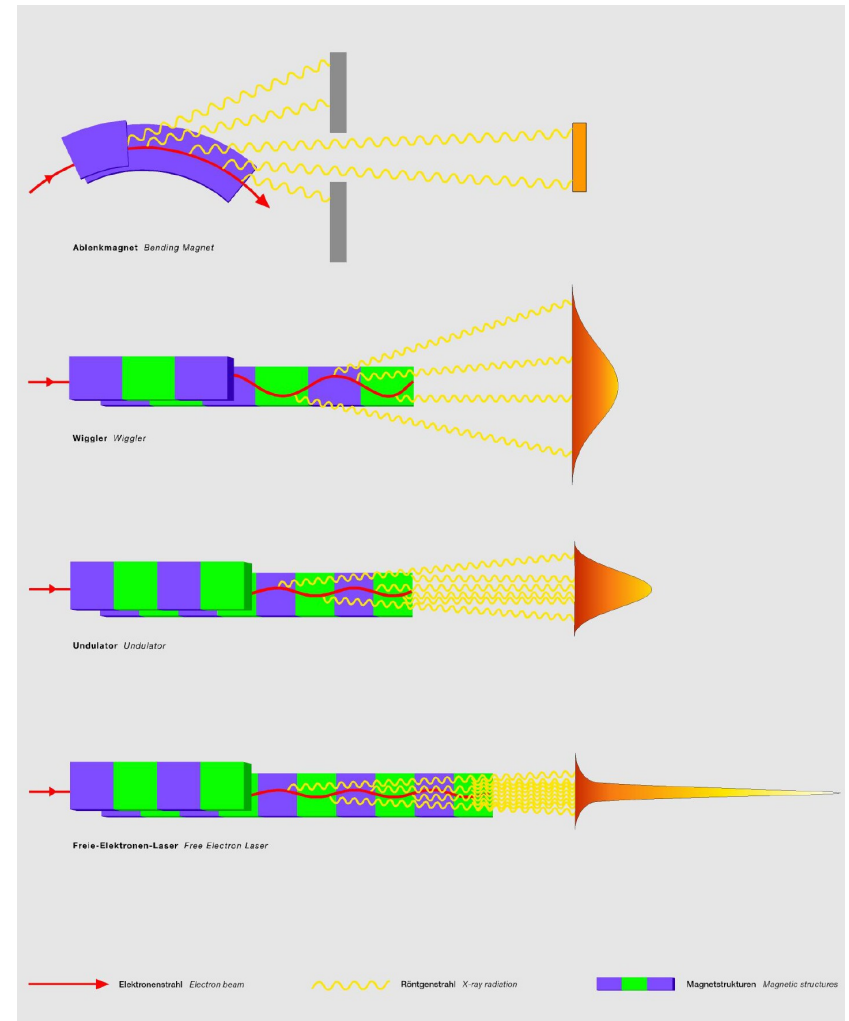 Ablenkmagnet Bending Magnet
Wiggler Wiggler
Undulator Undulator
Freie-Elektronen-Laser Free Electron Laser
Elektronenstrahl Electron beam
Röntgenstrahl X-ray radiation
Magnetstrukturen Magnetic structures